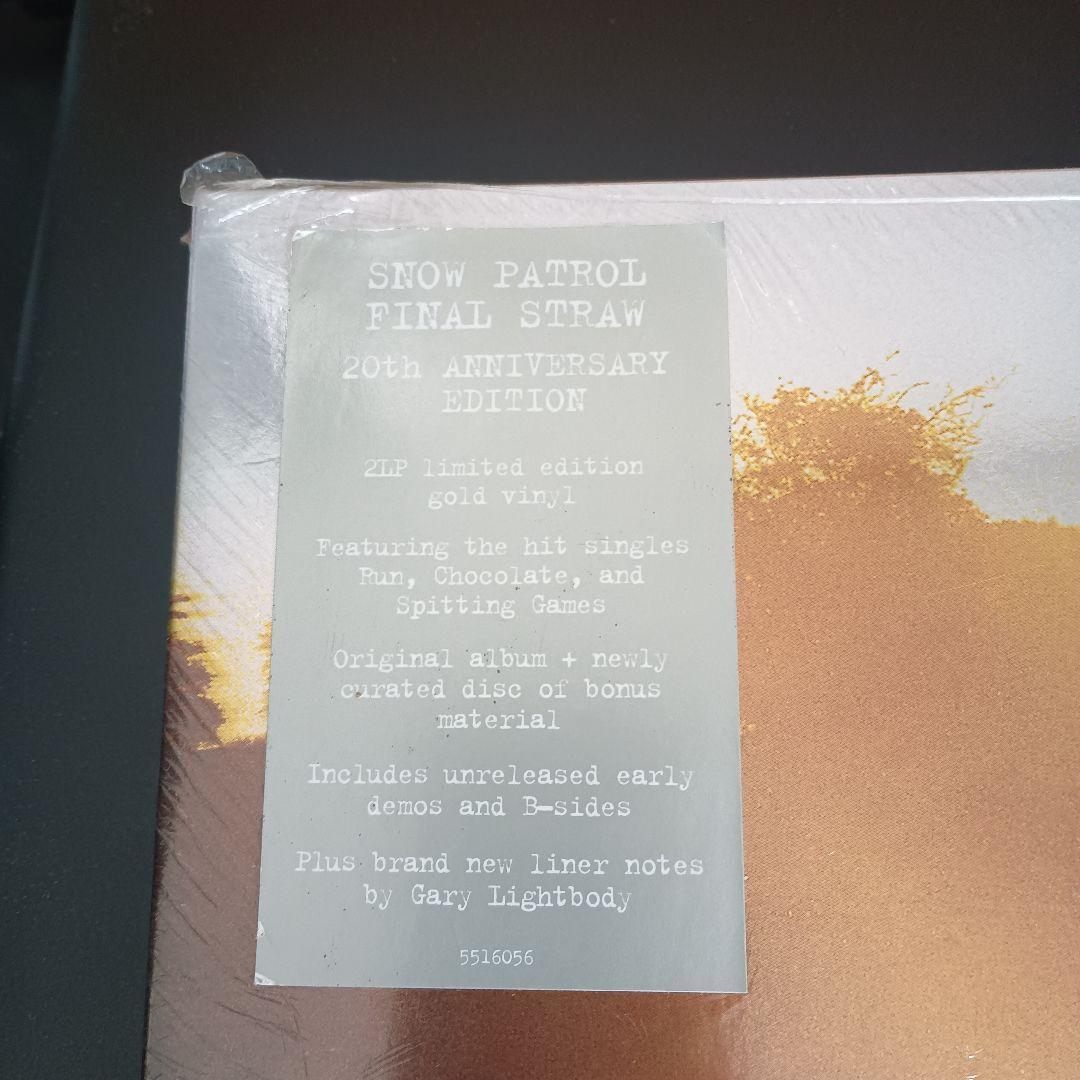 SNOW PATROL
FINAL STRAW
20th ANNIVERSARY
EDITION
2LP limited edition
gold vinyl
Featuring the hit singles
Run, Chocolate, and
Spitting Games
Original album + newly
curated disc of bonus
material
Includes unreleased early
demos and B-sides
Plus brand new liner notes
by Gary Lightbody
5516056